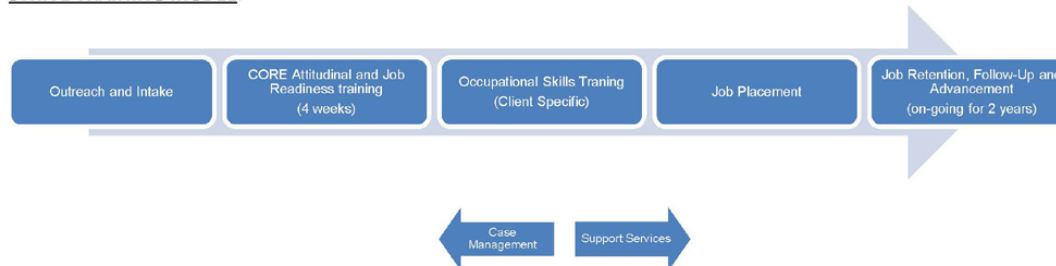 Outreach and Intake
CORE Attitudinal and Job
Readiness training
(4 weeks)
Occupational Skills Traning
(Client Specific)
Job Placement
Job Retention, Follow-Up and
Advancement
(on-going for 2 years)
Case
Management
Support Services